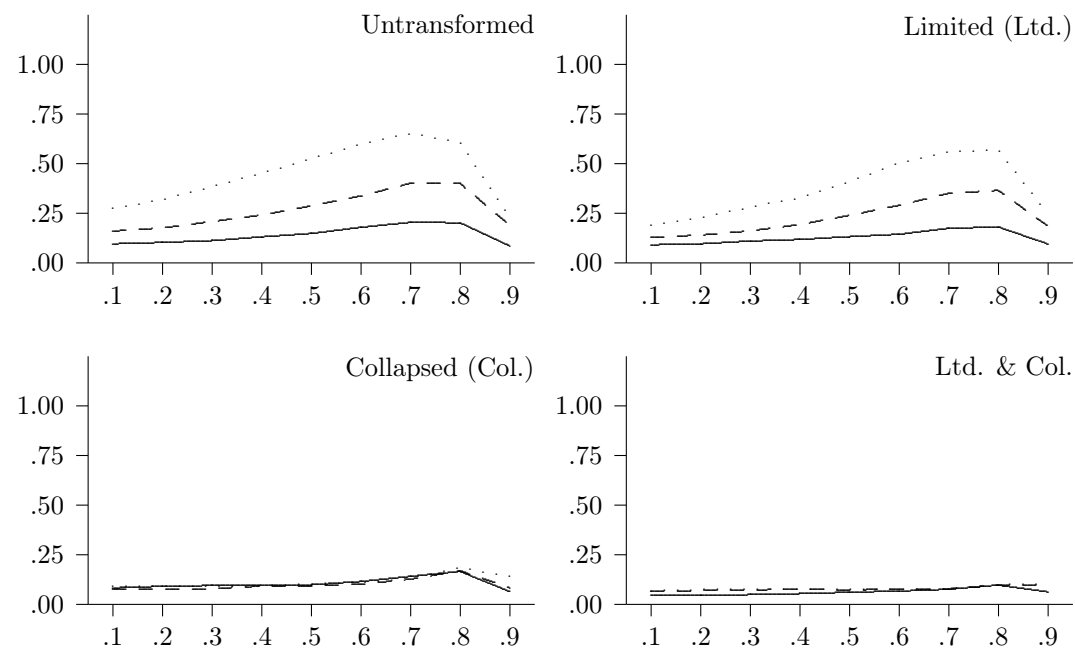 Untransformed
1.00
.75
.50
.25
.00
.1 .2 .3 .4 .5 .6 .7 .8 .9
Limited (Ltd.)
1.00
.75
.50
.25
.00
.1 .2 .3 .4 .5 .6 .7 .8 .9
Collapsed (Col.)
1.00
.75
.50
.25
.00
.1 .2 .3 .4 .5 .6 .7 .8 .9
Ltd. & Col.
1.00
.75
.50
.25
.00
.1 .2 .3 .4 .5 .6 .7 .8 .9